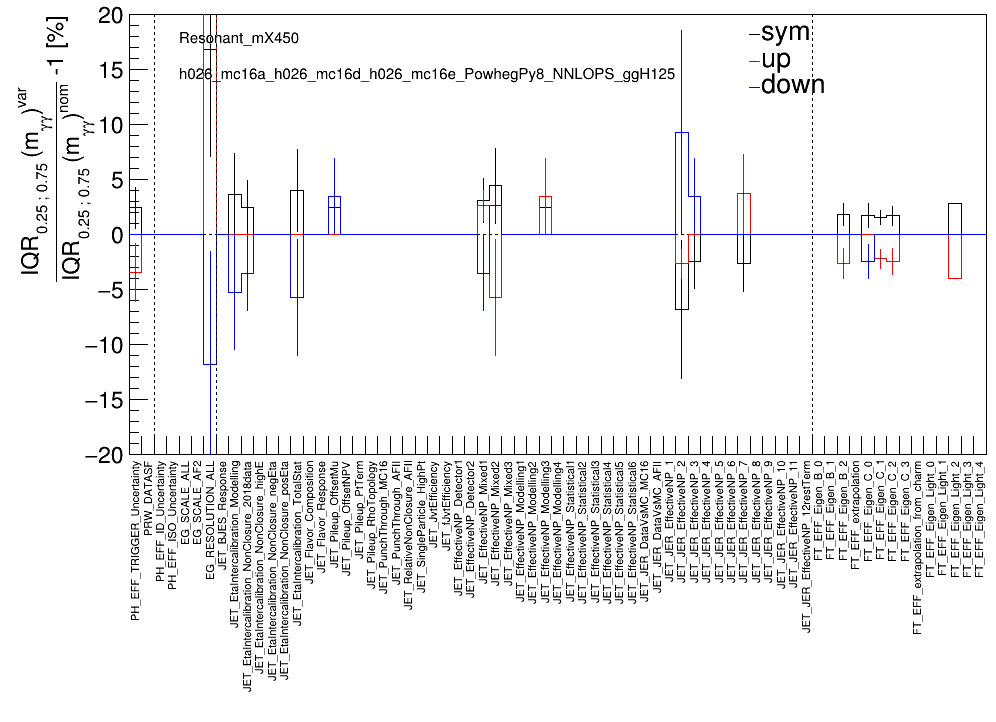 Resonant_mX450
h026_mc16a_h026_mc16d_h026_mc16e_PowhegPy8_NNLOPS_ggH125
−sym
−up
−down
IQR0.25 ; 0.75 (mγγ)var
IQR0.25 ; 0.75 (mγγ)nom -1 [%]
20
15
10
5
0
−5
−10
−15
−20
PH_EFF_TRIGGER_Uncertainty
PRW_DATASF
PH_EFF_ID_Uncertainty
PH_EFF_ISO_Uncertainty
EG_SCALE_ALL
EG_SCALE_AF2
EG_RESOLUTION_ALL
JET_BJES_Response
JET_EtaIntercalibration_Modelling
JET_EtaIntercalibration_NonClosure_2018data
JET_EtaIntercalibration_NonClosure_highE
JET_EtaIntercalibration_NonClosure_negEta
JET_EtaIntercalibration_NonClosure_posEta
JET_EtaIntercalibration_TotalStat
JET_Flavor_Composition
JET_Flavor_Response
JET_Pileup_OffsetMu
JET_Pileup_OffsetNPV
JET_Pileup_PtTerm
JET_Pileup_RhoTopology
JET_PunchThrough_MC16
JET_PunchThrough_AFII
JET_RelativeNonClosure_AFII
JET_SingleParticle_HighPt
JET_JvtEfficiency
JET_fJvtEfficiency
JET_EffectiveNP_Detector1
JET_EffectiveNP_Detector2
JET_EffectiveNP_Mixed1
JET_EffectiveNP_Mixed2
JET_EffectiveNP_Mixed3
JET_EffectiveNP_Modelling1
JET_EffectiveNP_Modelling2
JET_EffectiveNP_Modelling3
JET_EffectiveNP_Modelling4
JET_EffectiveNP_Statistical1
JET_EffectiveNP_Statistical2
JET_EffectiveNP_Statistical3
JET_EffectiveNP_Statistical4
JET_EffectiveNP_Statistical5
JET_EffectiveNP_Statistical6
JET_JER_DataVsMC_MC16
JET_JER_DataVsMC_AFII
JET_JER_EffectiveNP_1
JET_JER_EffectiveNP_2
JET_JER_EffectiveNP_3
JET_JER_EffectiveNP_4
JET_JER_EffectiveNP_5
JET_JER_EffectiveNP_6
JET_JER_EffectiveNP_7
JET_JER_EffectiveNP_8
JET_JER_EffectiveNP_9
JET_JER_EffectiveNP_10
JET_JER_EffectiveNP_11
JET_JER_EffectiveNP_12restTerm
FT_EFF_Eigen_B_0
FT_EFF_Eigen_B_1
FT_EFF_Eigen_B_2
FT_EFF_extrapolation
FT_EFF_Eigen_C_0
FT_EFF_Eigen_C_1
FT_EFF_Eigen_C_2
FT_EFF_Eigen_C_3
FT_EFF_extrapolation_from_charm
FT_EFF_Eigen_Light_0
FT_EFF_Eigen_Light_1
FT_EFF_Eigen_Light_2
FT_EFF_Eigen_Light_3
FT_EFF_Eigen_Light_4